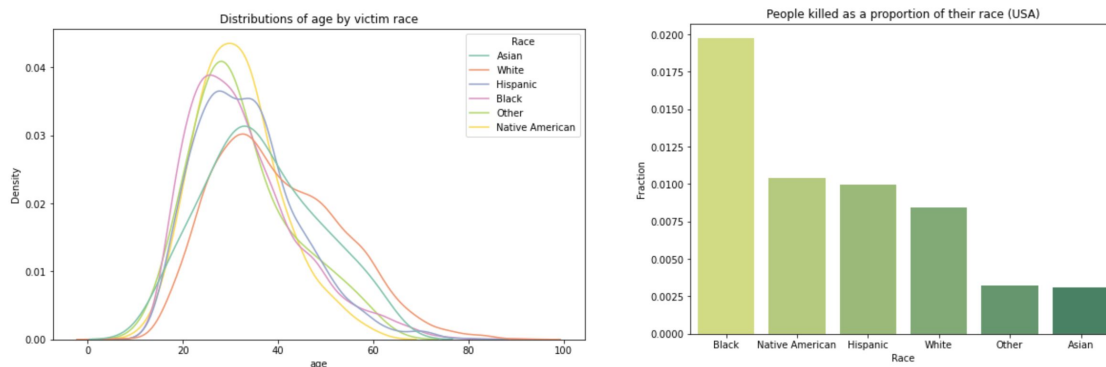 Distributions of age by victim race
Race
Asian
White
Hispanic
Black
Other
Native American
Density
0.04
0.03
0.02
0.01
0.00
0
20
40
60
80
100
age
People killed as a proportion of their race (USA)
Fraction
0.0200
0.0175
0.0150
0.0125
0.0100
0.0075
0.0050
0.0025
0.0000
Black
Native American
Hispanic
White
Other
Asian
Race